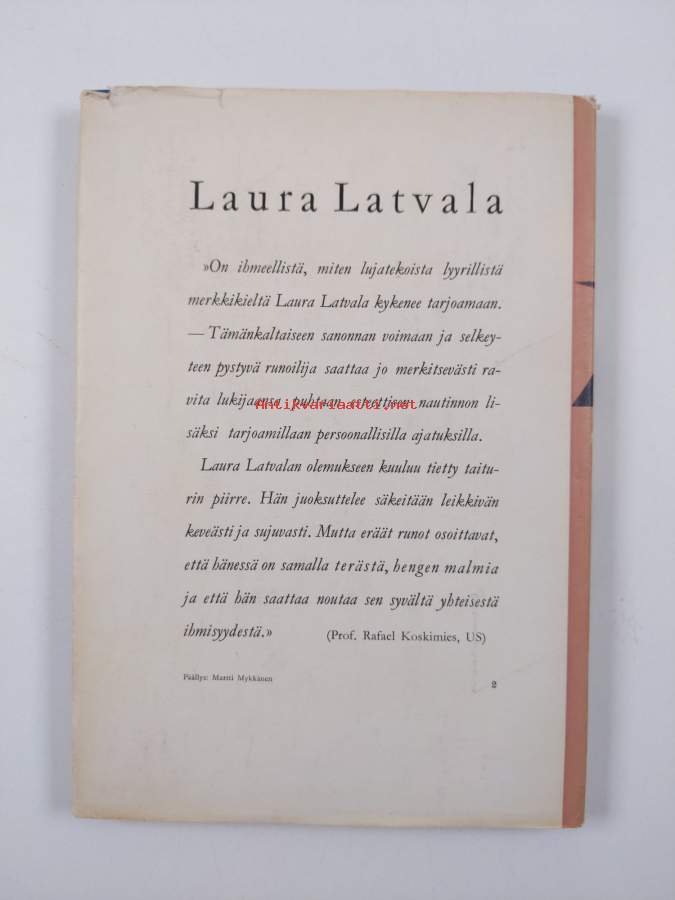 Laura Latvala
»On ihmeellistä, miten lujatekoista lyyrillistä
merkkikieltä Laura Latvala kykenee tarjoamaan.
— Tämänkaltaiseen sanonnan voimaan ja selkey-
teen pystyvä runoilija saattaa jo merkitsevästi ra-
vita lukijaansa puhtaan esteettisen nautinnon li-
Antikvariaatti.net
säksi tarjoamillaan persoonallisilla ajatuksilla.
Laura Latvalan olemukseen kuuluu tietty taitu-
rin piirre. Hän juoksuttelee säkeitään leikkivän
keveästi ja sujuvasti. Mutta eräät runot osoittavat,
että hänessä on samalla terästä, hengen malmia
ja että hän saattaa noutaa sen syvältä yhteisestä
ihmisyydestä.» (Prof. Rafael Koskimies, US)
Päällys: Martti Mykkänen 2